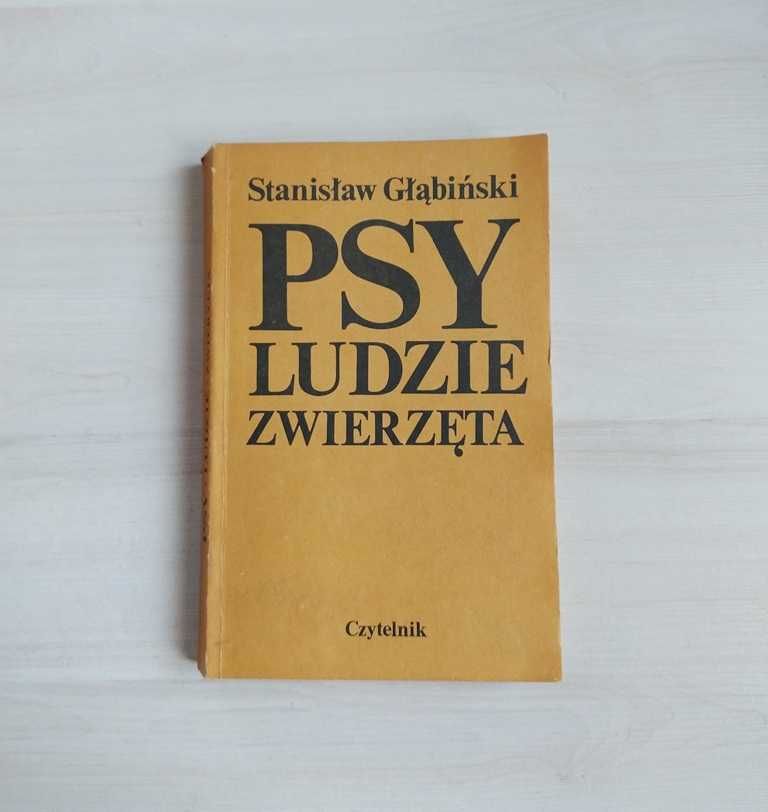 Stanisław Głąbiński
PSY
LUDZIE
ZWIERZĘTA
Czytelnik